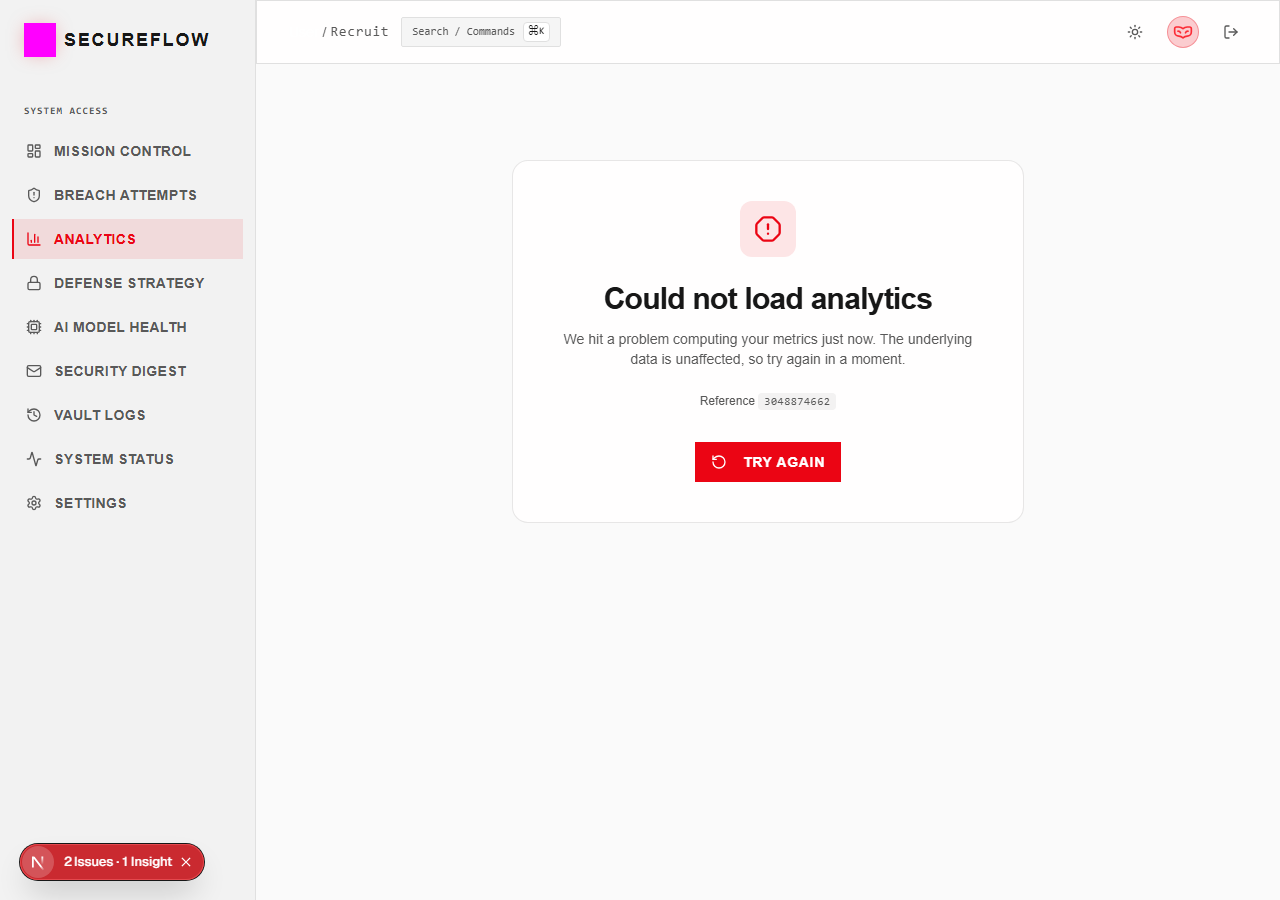 SECUREFLOW
/ Recruit
Search / Commands ⌘K
SYSTEM ACCESS
MISSION CONTROL
BREACH ATTEMPTS
ANALYTICS
DEFENSE STRATEGY
AI MODEL HEALTH
SECURITY DIGEST
VAULT LOGS
SYSTEM STATUS
SETTINGS
Could not load analytics
We hit a problem computing your metrics just now. The underlying
data is unaffected, so try again in a moment.
Reference 3048874662
TRY AGAIN
N 2 Issues · 1 Insight